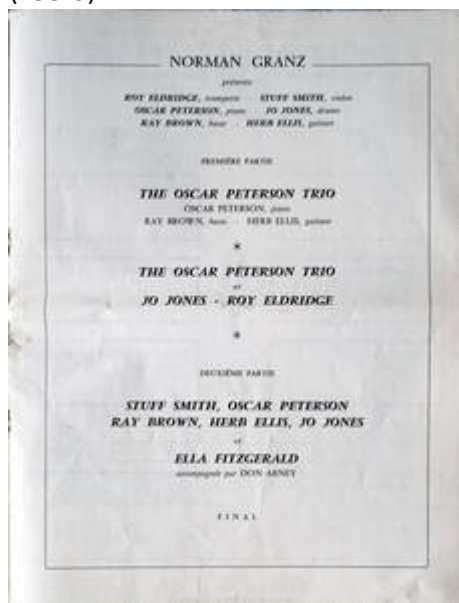 NORMAN GRANZ
présente
ROY ELDRIDGE, trompette STUFF SMITH, violon
OSCAR PETERSON, piano JO JONES, drums
RAY BROWN, basse HERB ELLIS, guitare
PREMIÈRE PARTIE
THE OSCAR PETERSON TRIO
OSCAR PETERSON, piano
RAY BROWN, basse HERB ELLIS, guitare
*
THE OSCAR PETERSON TRIO
et
JO JONES - ROY ELDRIDGE
*
DEUXIÈME PARTIE
STUFF SMITH, OSCAR PETERSON
RAY BROWN, HERB ELLIS, JO JONES
et
ELLA FITZGERALD
accompagnée par DON ABNEY
FINAL